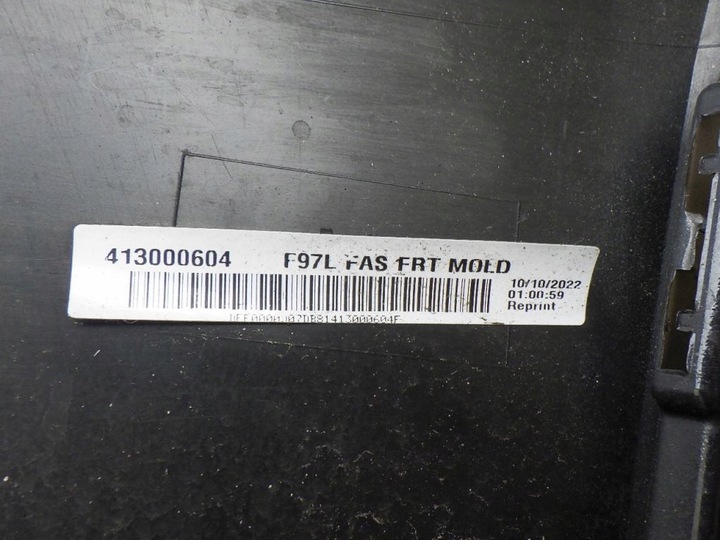 413000604 F97L FAS FRT MOLD
10/10/2022
01:00:59
Reprint